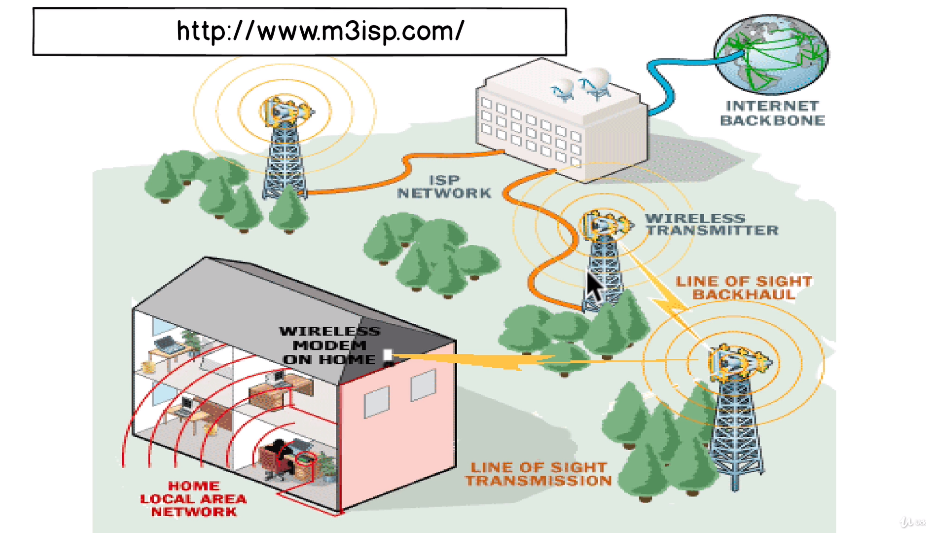 http://www.m3isp.com/
INTERNET
BACKBONE
ISP
NETWORK
WIRELESS
TRANSMITTER
LINE OF SIGHT
BACKHAUL
WIRELESS
MODEM
ON HOME
LINE OF SIGHT
TRANSMISSION
HOME
LOCAL AREA
NETWORK